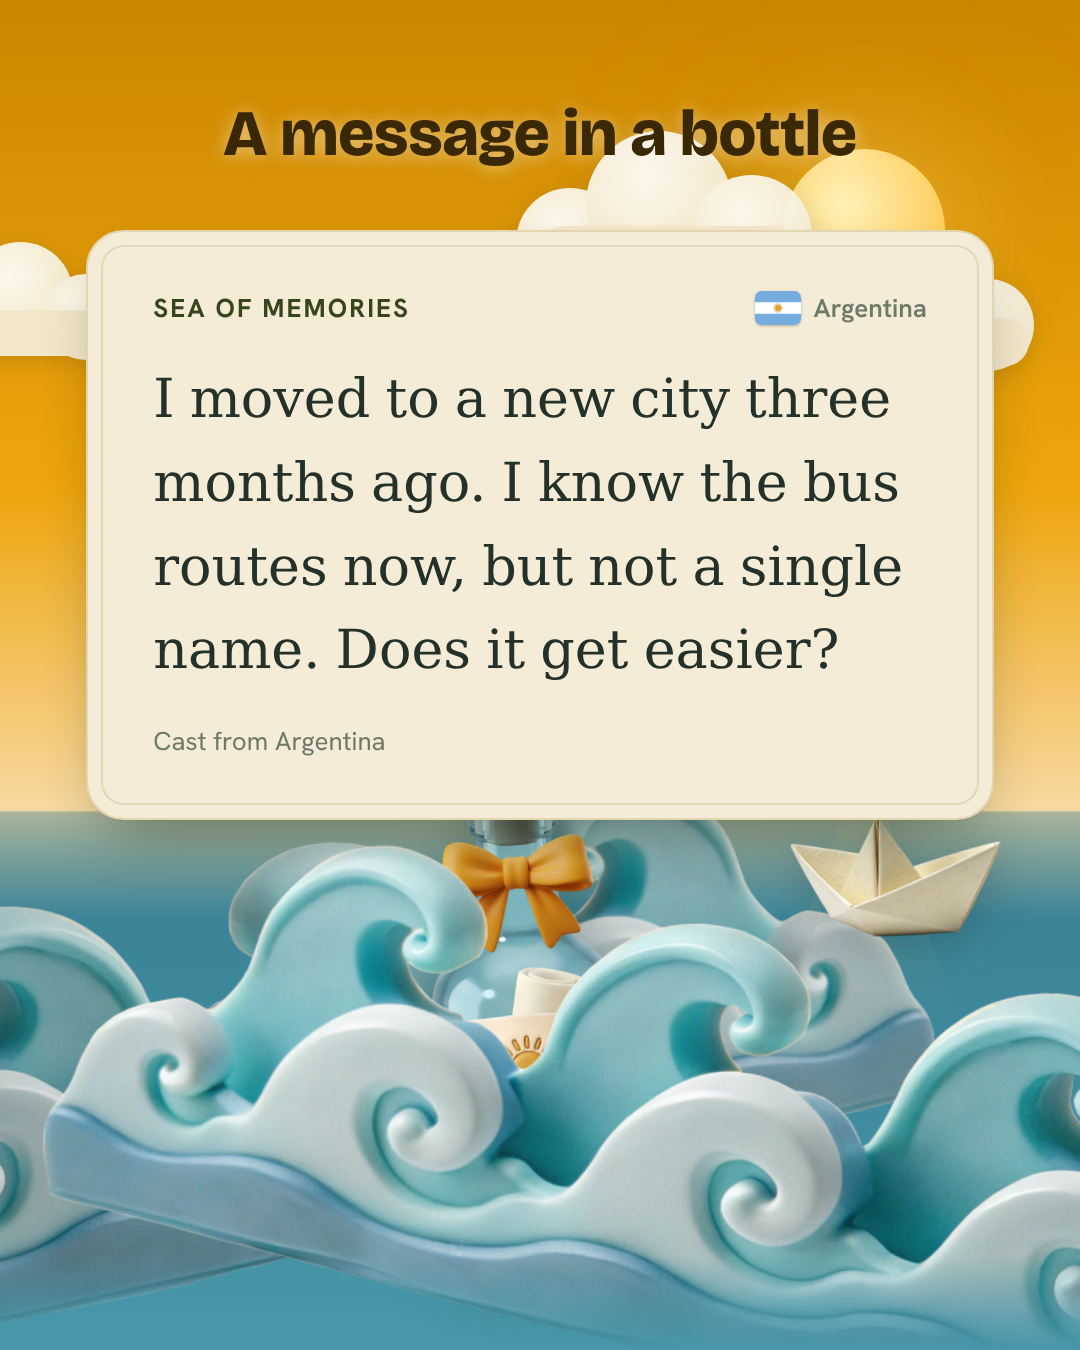 A message in a bottle
SEA OF MEMORIES
Argentina
I moved to a new city three
months ago. I know the bus
routes now, but not a single
name. Does it get easier?
Cast from Argentina